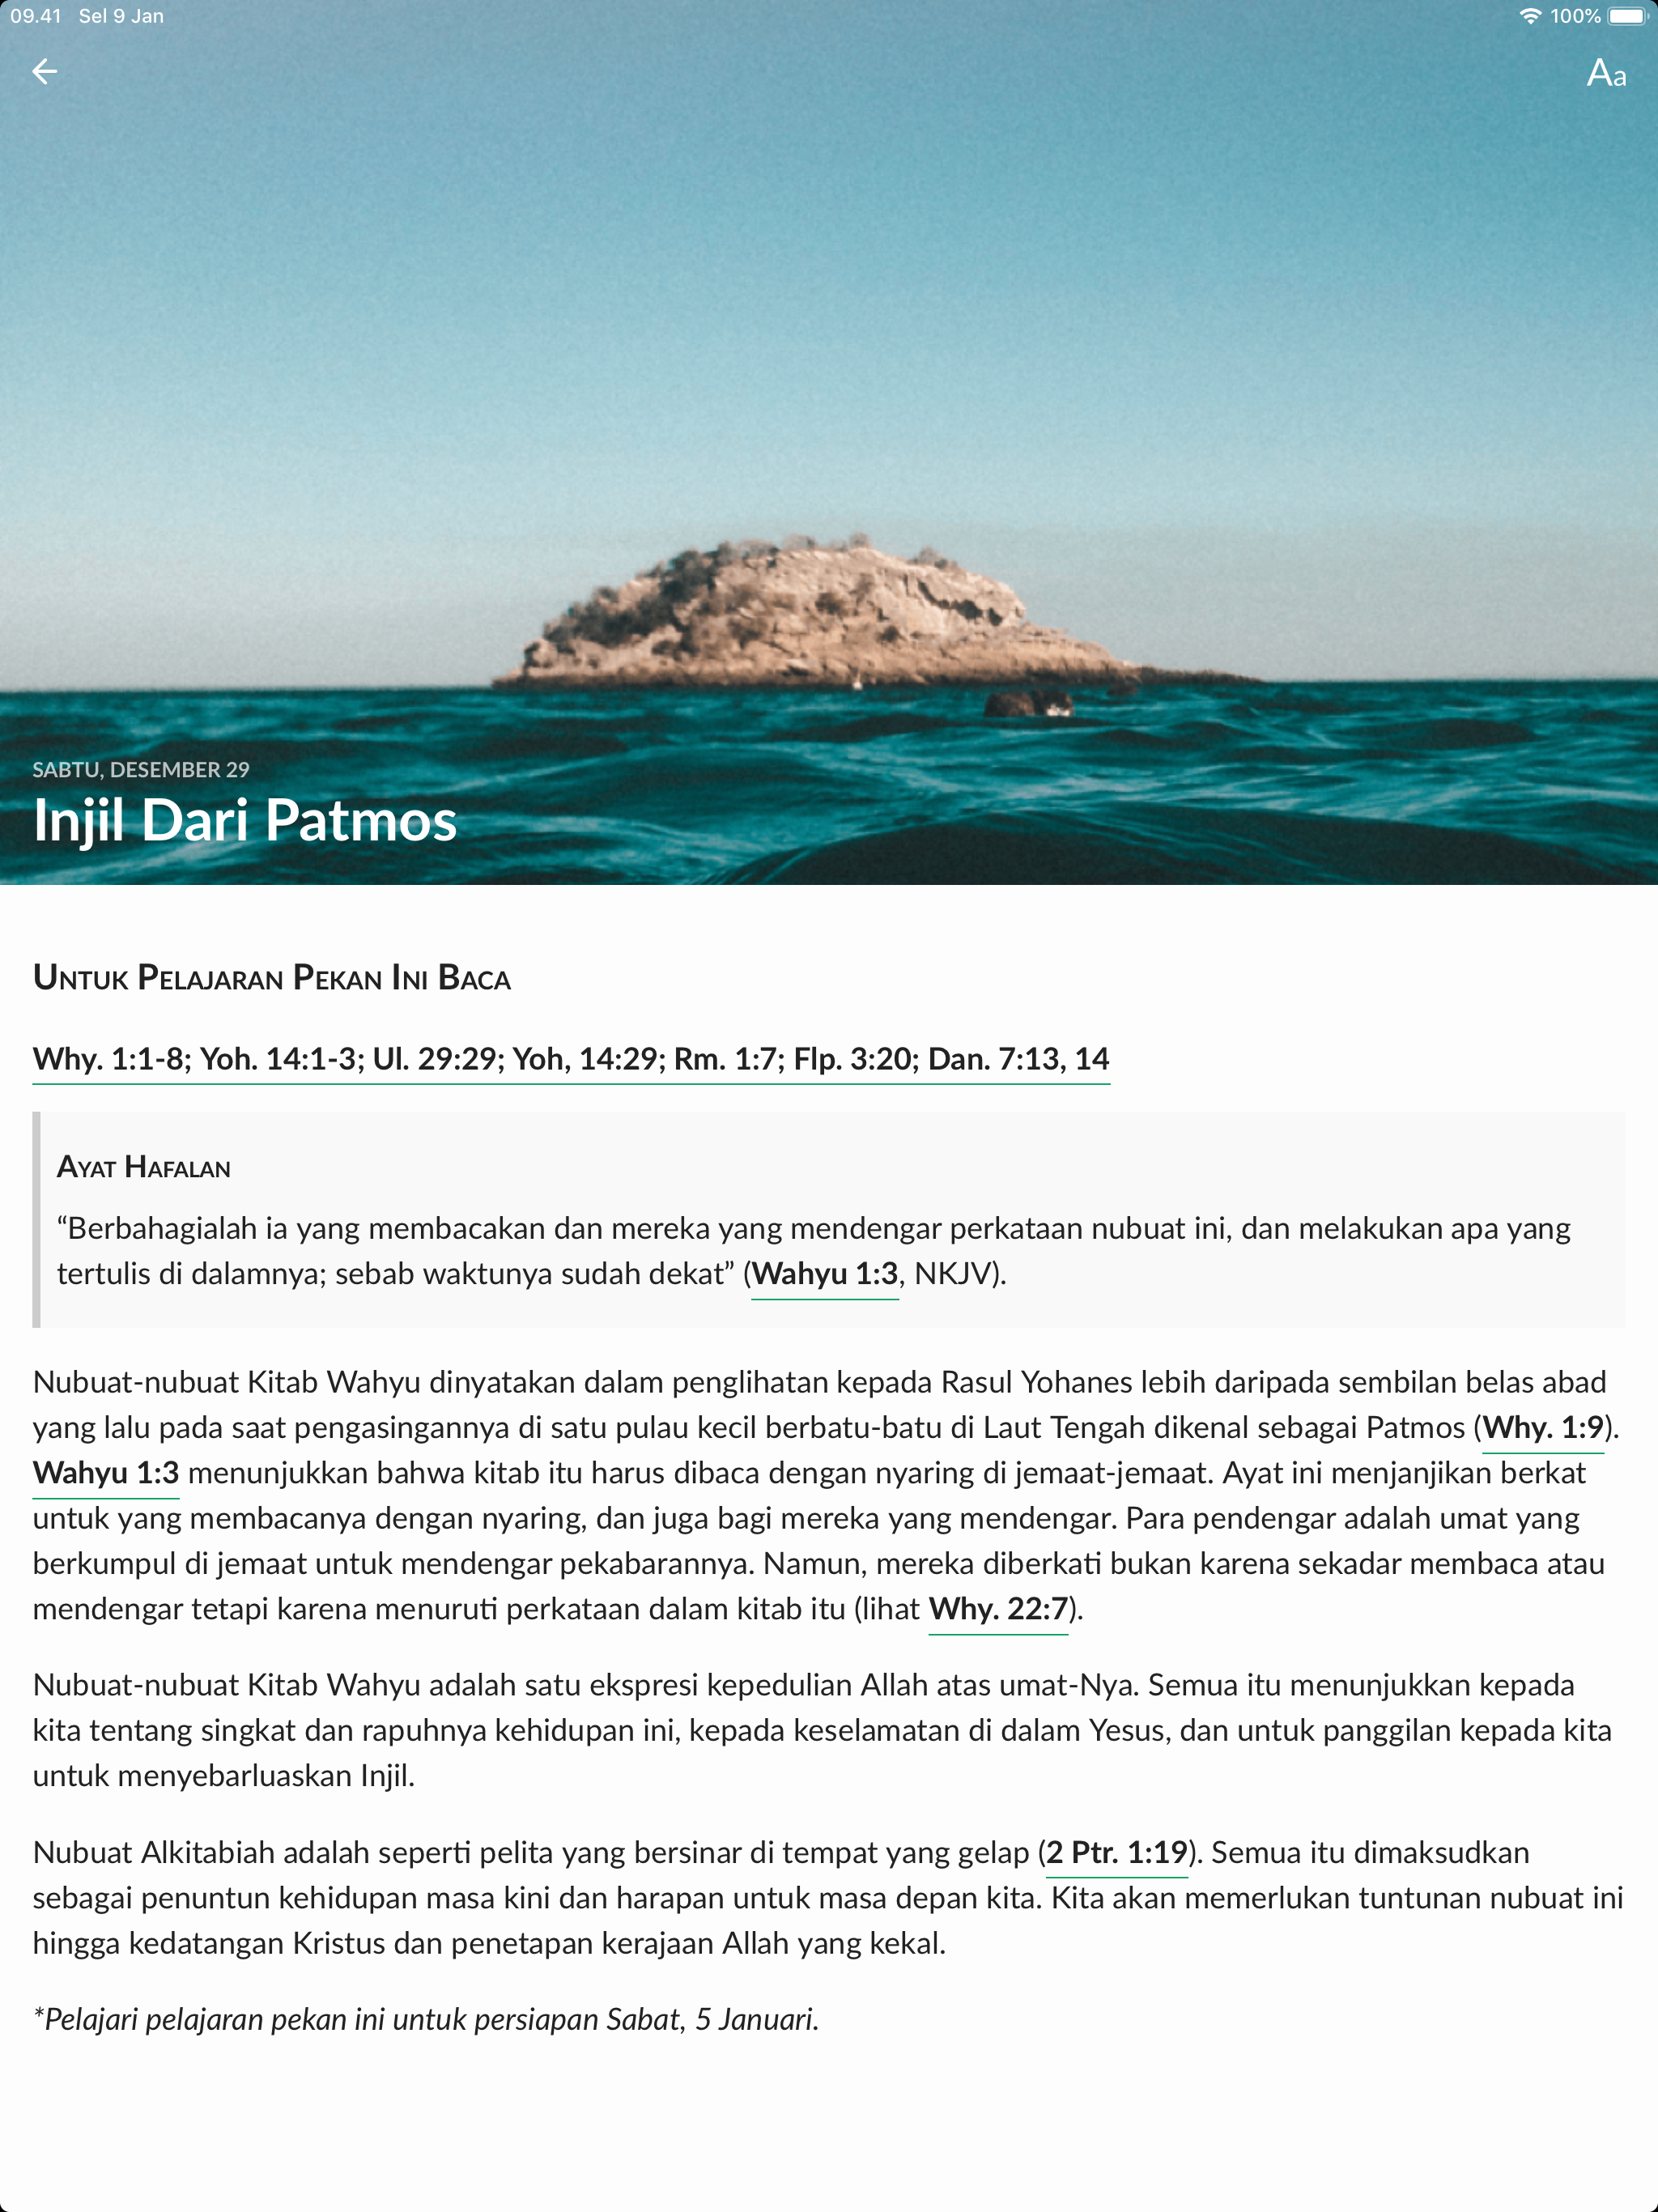 09.41 Sel 9 Jan 100%
Aa
SABTU, DESEMBER 29
Injil Dari Patmos
Untuk Pelajaran Pekan Ini Baca
Why. 1:1-8; Yoh. 14:1-3; Ul. 29:29; Yoh, 14:29; Rm. 1:7; Flp. 3:20; Dan. 7:13, 14
Ayat Hafalan
“Berbahagialah ia yang membacakan dan mereka yang mendengar perkataan nubuat ini, dan melakukan apa yang
tertulis di dalamnya; sebab waktunya sudah dekat” (Wahyu 1:3, NKJV).
Nubuat-nubuat Kitab Wahyu dinyatakan dalam penglihatan kepada Rasul Yohanes lebih daripada sembilan belas abad
yang lalu pada saat pengasingannya di satu pulau kecil berbatu-batu di Laut Tengah dikenal sebagai Patmos (Why. 1:9).
Wahyu 1:3 menunjukkan bahwa kitab itu harus dibaca dengan nyaring di jemaat-jemaat. Ayat ini menjanjikan berkat
untuk yang membacanya dengan nyaring, dan juga bagi mereka yang mendengar. Para pendengar adalah umat yang
berkumpul di jemaat untuk mendengar pekabarannya. Namun, mereka diberkati bukan karena sekadar membaca atau
mendengar tetapi karena menuruti perkataan dalam kitab itu (lihat Why. 22:7).
Nubuat-nubuat Kitab Wahyu adalah satu ekspresi kepedulian Allah atas umat-Nya. Semua itu menunjukkan kepada
kita tentang singkat dan rapuhnya kehidupan ini, kepada keselamatan di dalam Yesus, dan untuk panggilan kepada kita
untuk menyebarluaskan Injil.
Nubuat Alkitabiah adalah seperti pelita yang bersinar di tempat yang gelap (2 Ptr. 1:19). Semua itu dimaksudkan
sebagai penuntun kehidupan masa kini dan harapan untuk masa depan kita. Kita akan memerlukan tuntunan nubuat ini
hingga kedatangan Kristus dan penetapan kerajaan Allah yang kekal.
*Pelajari pelajaran pekan ini untuk persiapan Sabat, 5 Januari.